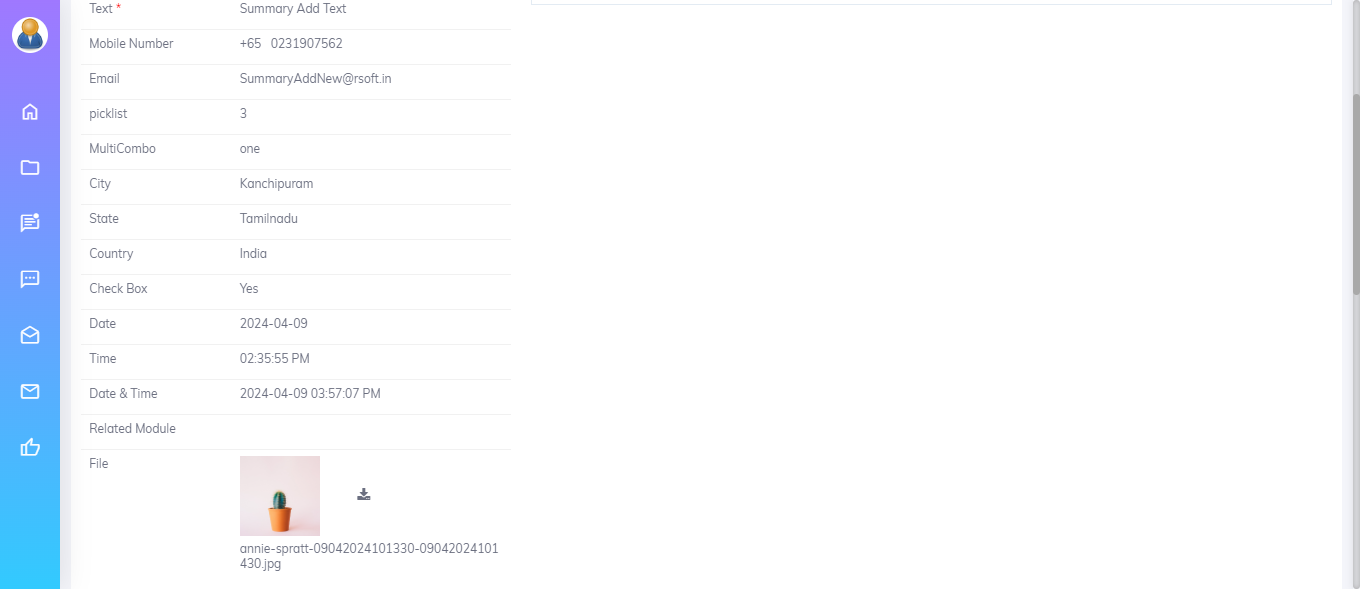 Text * Summary Add Text
Mobile Number +65 0231907562
Email SummaryAddNew@rsoft.in
picklist 3
MultiCombo one
City Kanchipuram
State Tamilnadu
Country India
Check Box Yes
Date 2024-04-09
Time 02:35:55 PM
Date & Time 2024-04-09 03:57:07 PM
Related Module
File
annie-spratt-09042024101330-09042024101
430.jpg